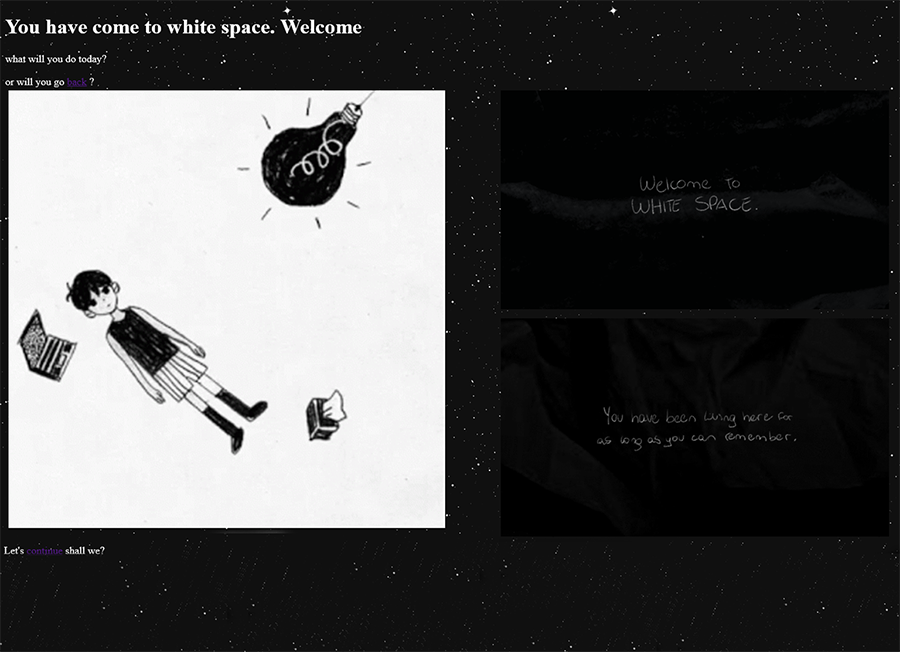 You have come to white space. Welcome
what will you do today?
or will you go back ?
Welcome to
WHITE SPACE.
You have been living here for
as long as you can remember.
Let's continue shall we?